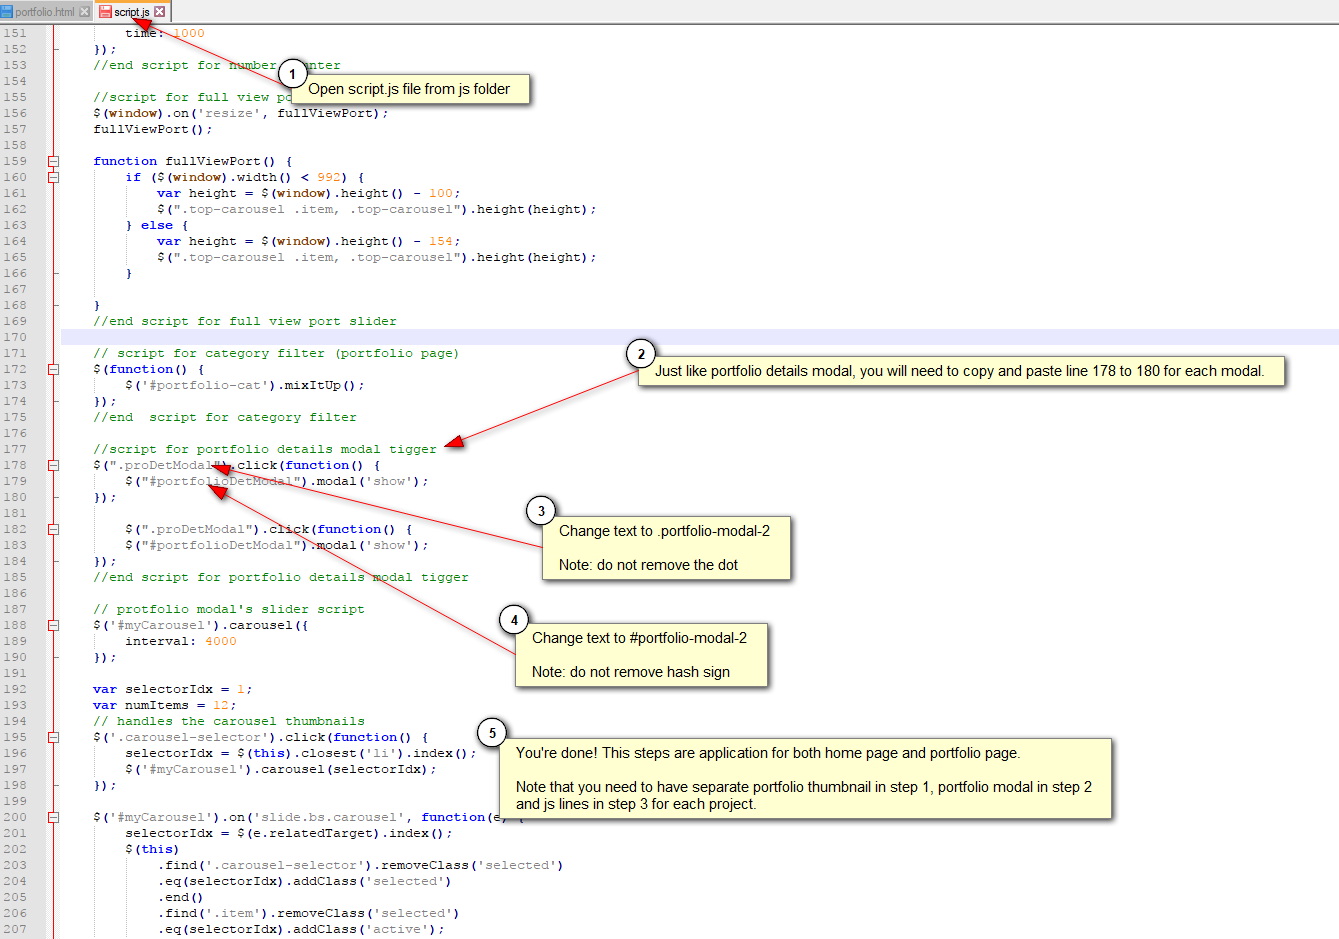 portfolio.html script.js
151 time: 1000
152 });
153 //end script for number nter
154
155 //script for full view po
156 $(window).on('resize', fullViewPort);
157 fullViewPort();
158
159 function fullViewPort() {
160 if ($(window).width() < 992) {
161 var height = $(window).height() - 100;
162 $(".top-carousel .item, .top-carousel").height(height);
163 } else {
164 var height = $(window).height() - 154;
165 $(".top-carousel .item, .top-carousel").height(height);
166 }
167
168 }
169 //end script for full view port slider
170
171 // script for category filter (portfolio page)
172 $(function() {
173 $('#portfolio-cat').mixItUp();
174 });
175 //end  script for category filter
176
177 //script for portfolio details modal tigger
178 $(".proDetModal").click(function() {
179 $("#portfolioDetModal").modal('show');
180 });
181
182 $(".proDetModal").click(function() {
183 $("#portfolioDetModal").modal('show');
184 });
185 //end script for portfolio details modal tigger
186
187 // protfolio modal's slider script
188 $('#myCarousel').carousel({
189 interval: 4000
190 });
191
192 var selectorIdx = 1;
193 var numItems = 12;
194 // handles the carousel thumbnails
195 $('.carousel-selector').click(function() {
196 selectorIdx = $(this).closest('li').index();
197 $('#myCarousel').carousel(selectorIdx);
198 });
199
200 $('#myCarousel').on('slide.bs.carousel', function(e) {
201 selectorIdx = $(e.relatedTarget).index();
202 $(this)
203 .find('.carousel-selector').removeClass('selected')
204 .eq(selectorIdx).addClass('selected')
205 .end()
206 .find('.item').removeClass('selected')
207 .eq(selectorIdx).addClass('active');
1
Open script.js file from js folder
2
Just like portfolio details modal, you will need to copy and paste line 178 to 180 for each modal.
3
Change text to .portfolio-modal-2
Note: do not remove the dot
4
Change text to #portfolio-modal-2
Note: do not remove hash sign
5
You're done! This steps are application for both home page and portfolio page.
Note that you need to have separate portfolio thumbnail in step 1, portfolio modal in step 2
and js lines in step 3 for each project.